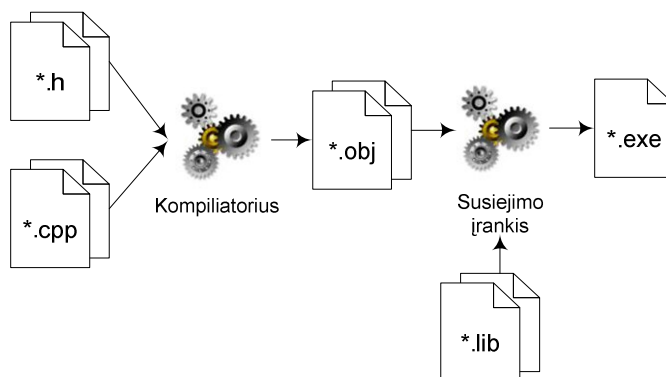 *.h
*.cpp
Kompiliatorius
*.obj
Susiejimo
įrankis
*.lib
*.exe